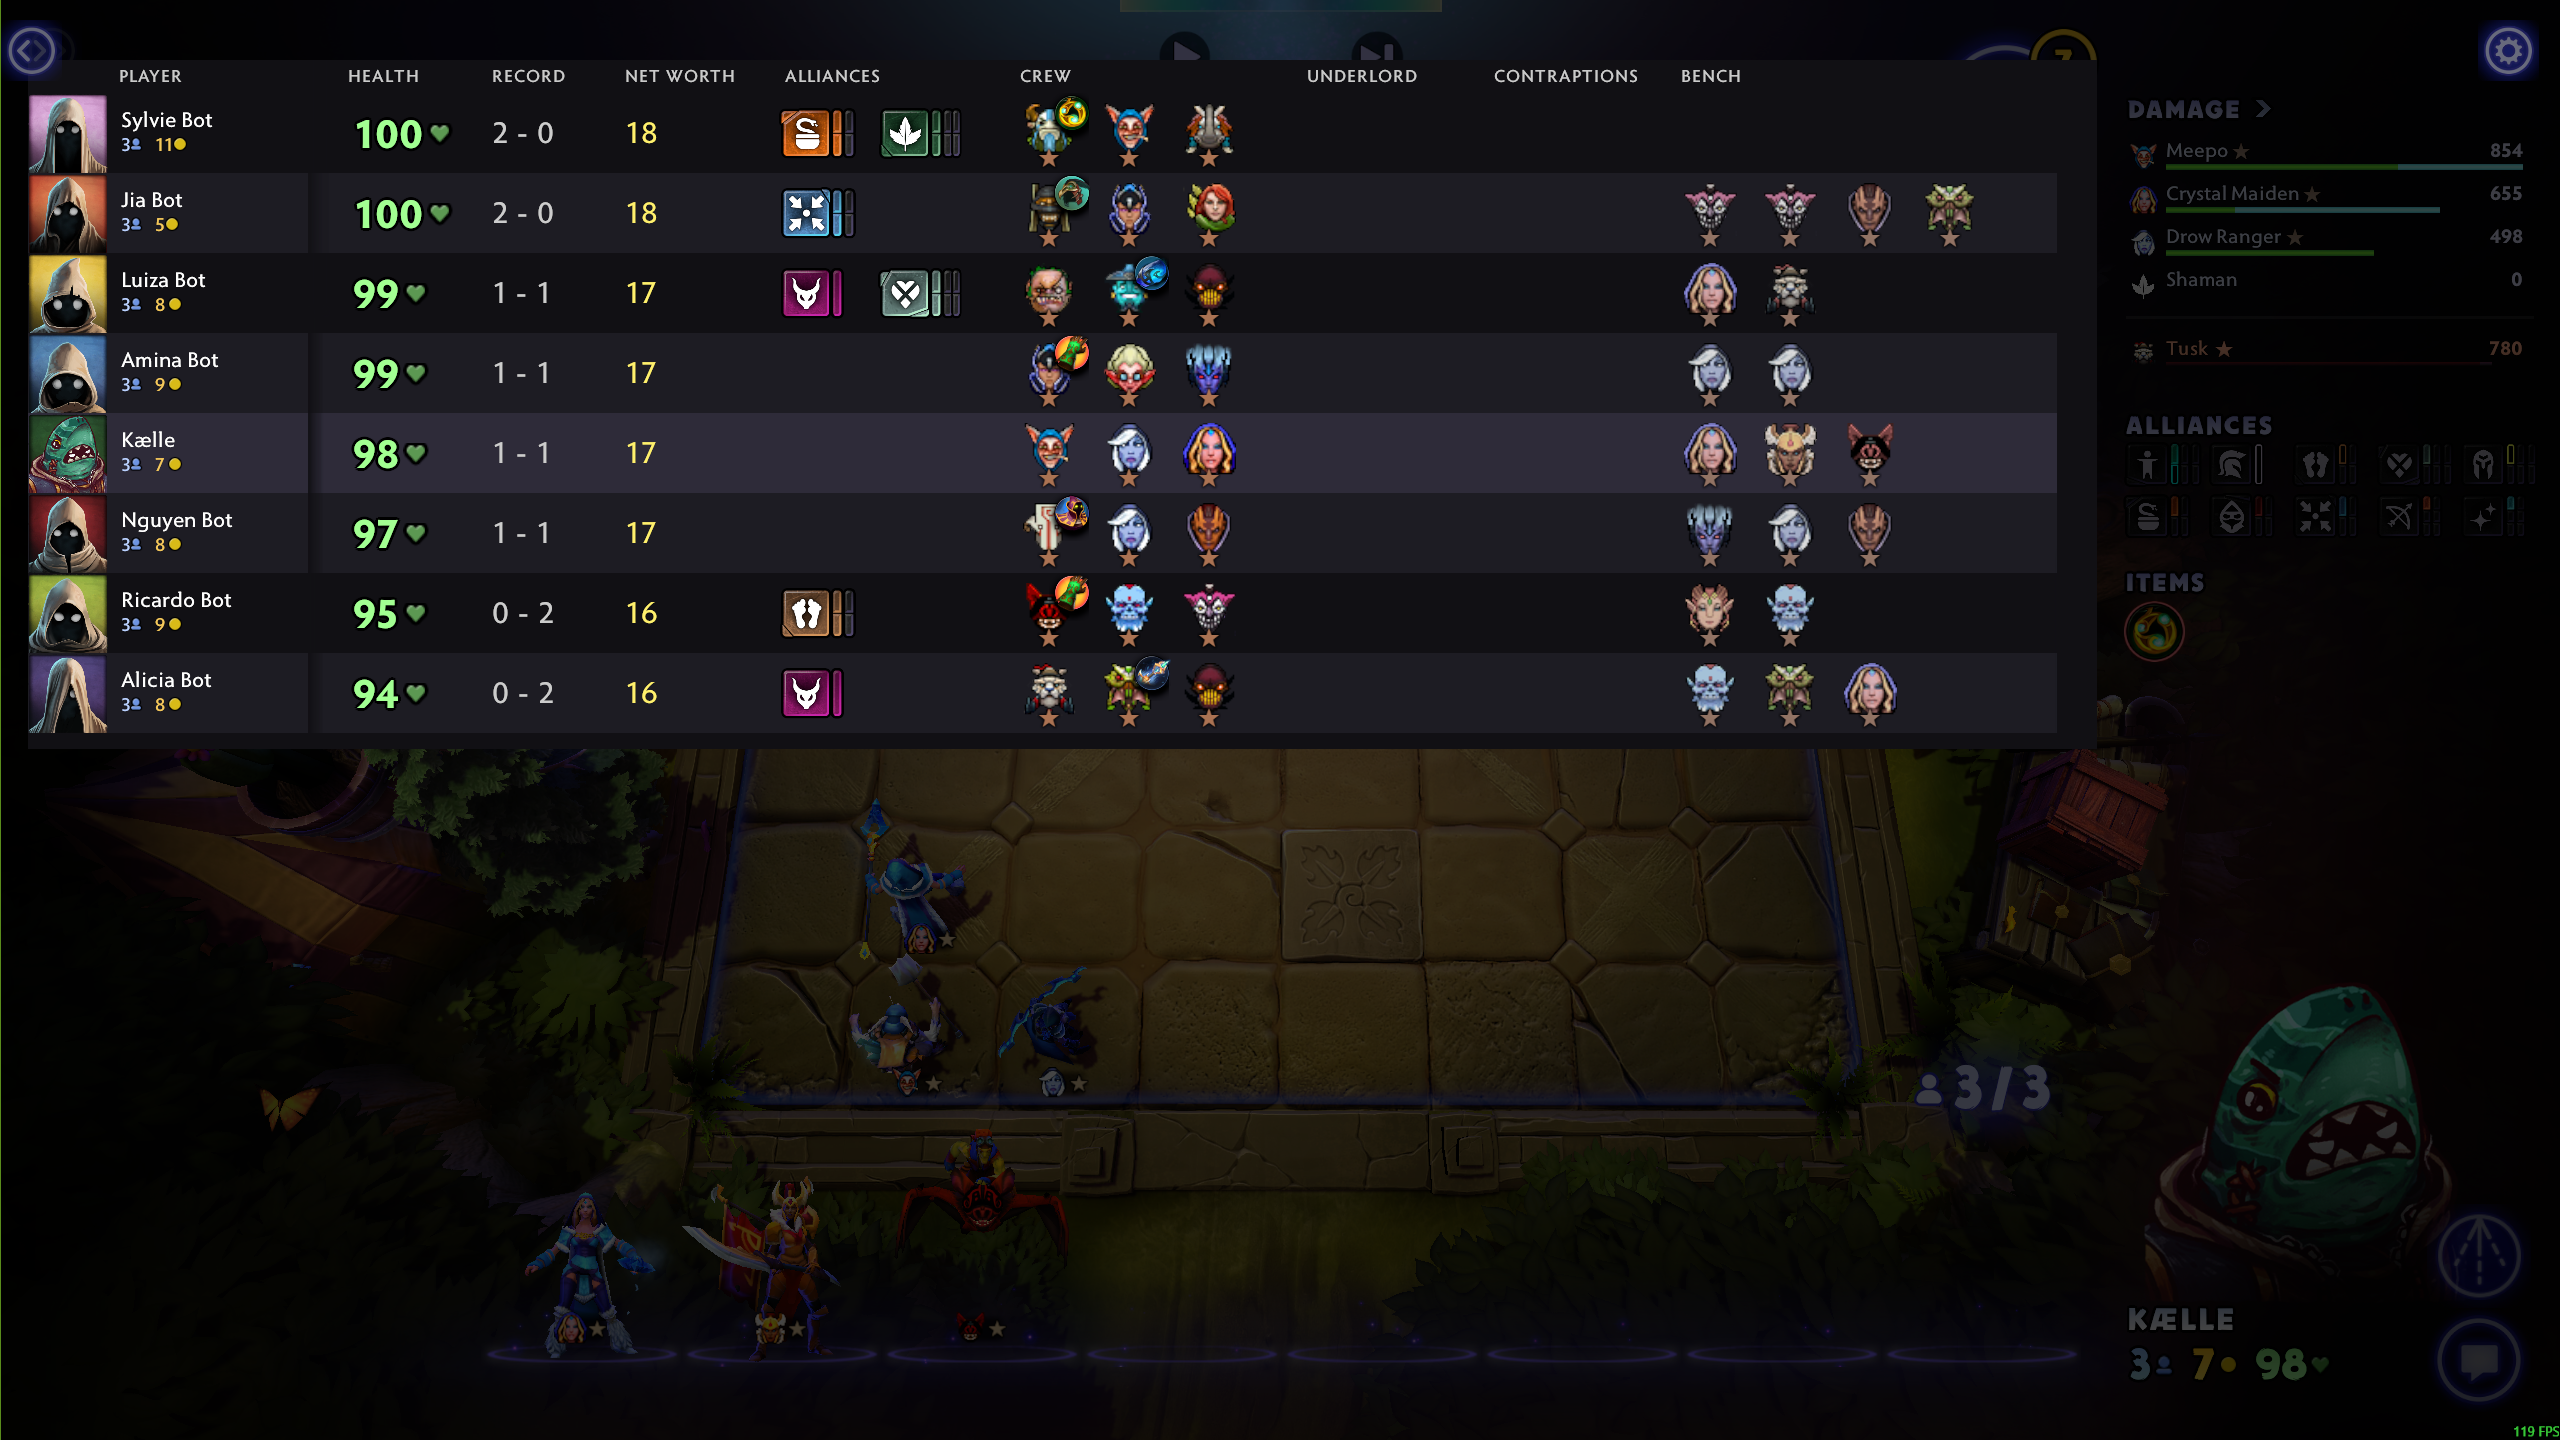 PLAYER HEALTH RECORD NET WORTH ALLIANCES CREW UNDERLORD CONTRAPTIONS BENCH
Sylvie Bot
3 11
100 2 - 0 18
Jia Bot
3 5
100 2 - 0 18
Luiza Bot
3 8
99 1 - 1 17
Amina Bot
3 9
99 1 - 1 17
Kælle
3 7
98 1 - 1 17
Nguyen Bot
3 8
97 1 - 1 17
Ricardo Bot
3 9
95 0 - 2 16
Alicia Bot
3 8
94 0 - 2 16
DAMAGE >
Meepo 854
Crystal Maiden 655
Drow Ranger 498
Shaman 0
Tusk 780
ALLIANCES
ITEMS
3/3
KÆLLE
3 7 98
119 FPS